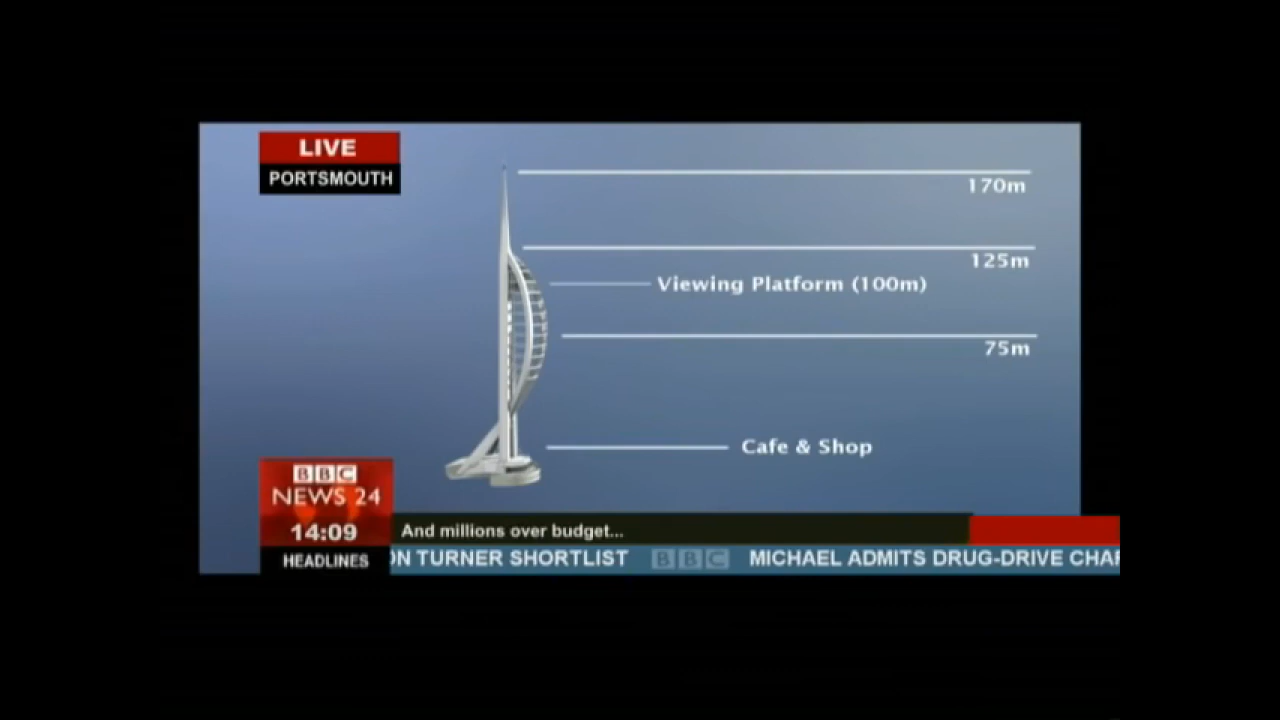 LIVE
PORTSMOUTH
170m
125m
Viewing Platform (100m)
75m
Cafe & Shop
BBC
NEWS 24
14:09
And millions over budget...
HEADLINES
ON TURNER SHORTLIST BBC MICHAEL ADMITS DRUG-DRIVE CHAR